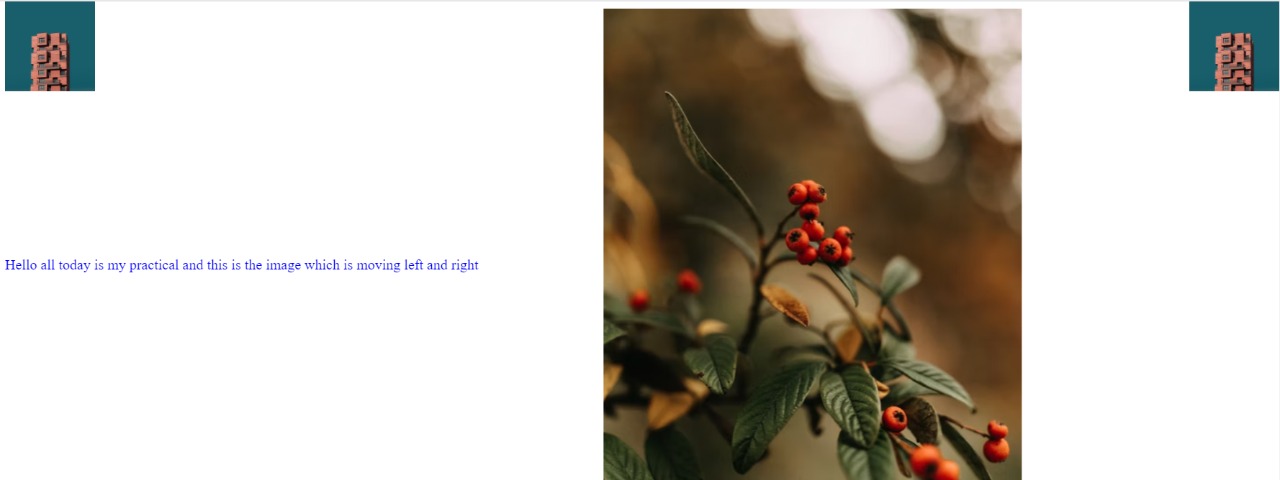 Hello all today is my practical and this is the image which is moving left and right